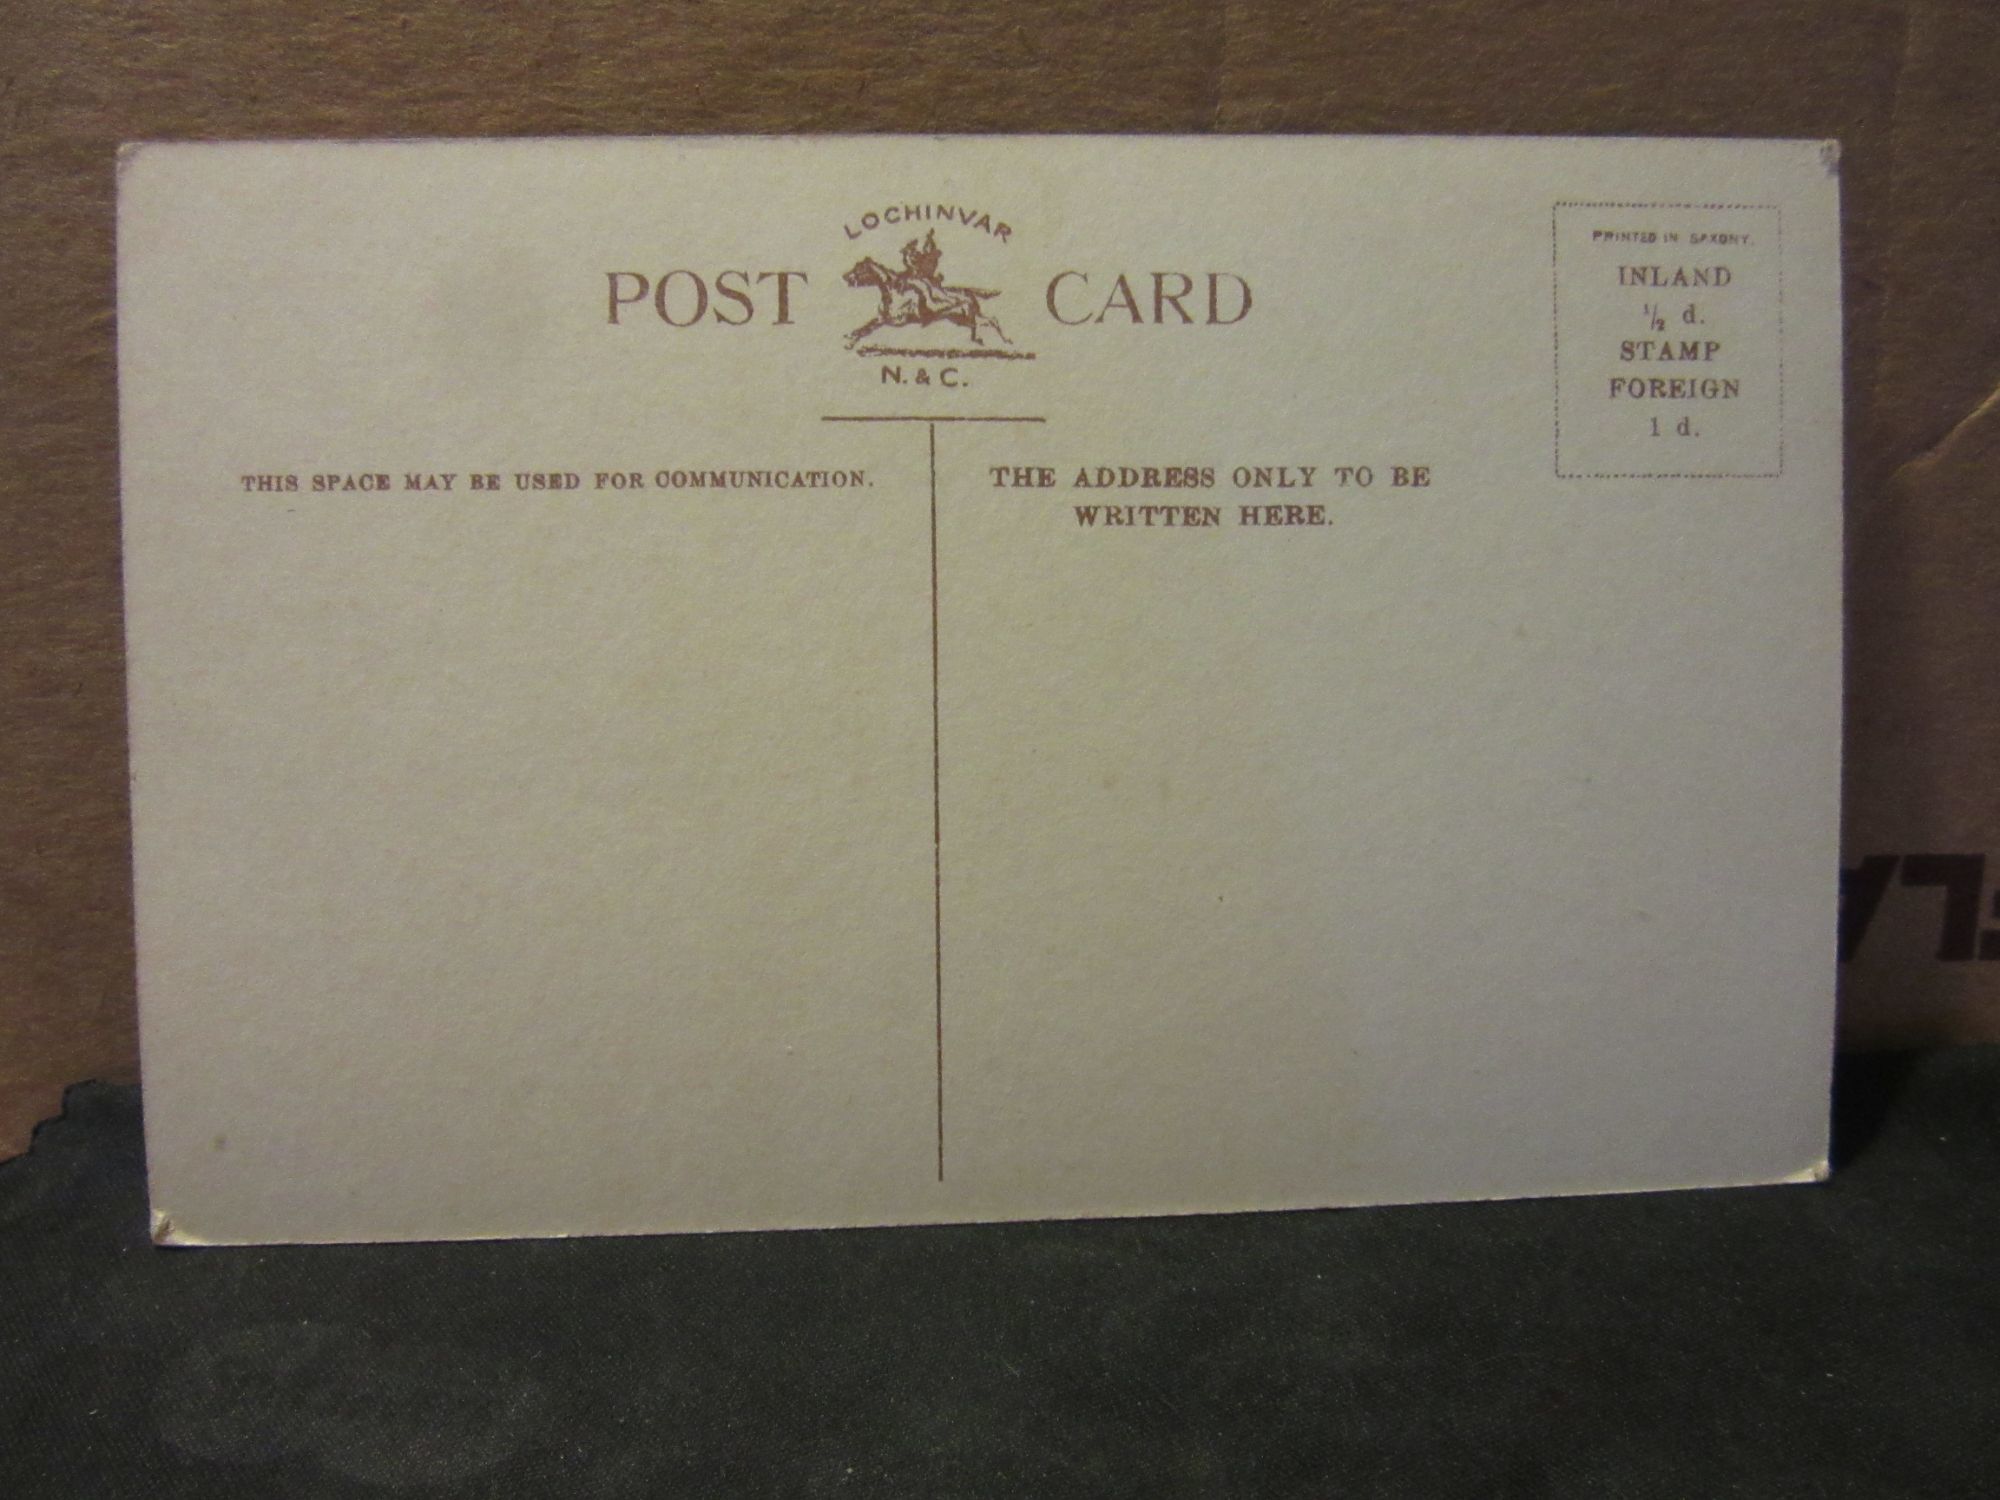 LOCHINVAR
POST CARD
N. & C.
PRINTED IN SAXONY.
INLAND
1/2 d.
STAMP
FOREIGN
1 d.
THIS SPACE MAY BE USED FOR COMMUNICATION.
THE ADDRESS ONLY TO BE
WRITTEN HERE.